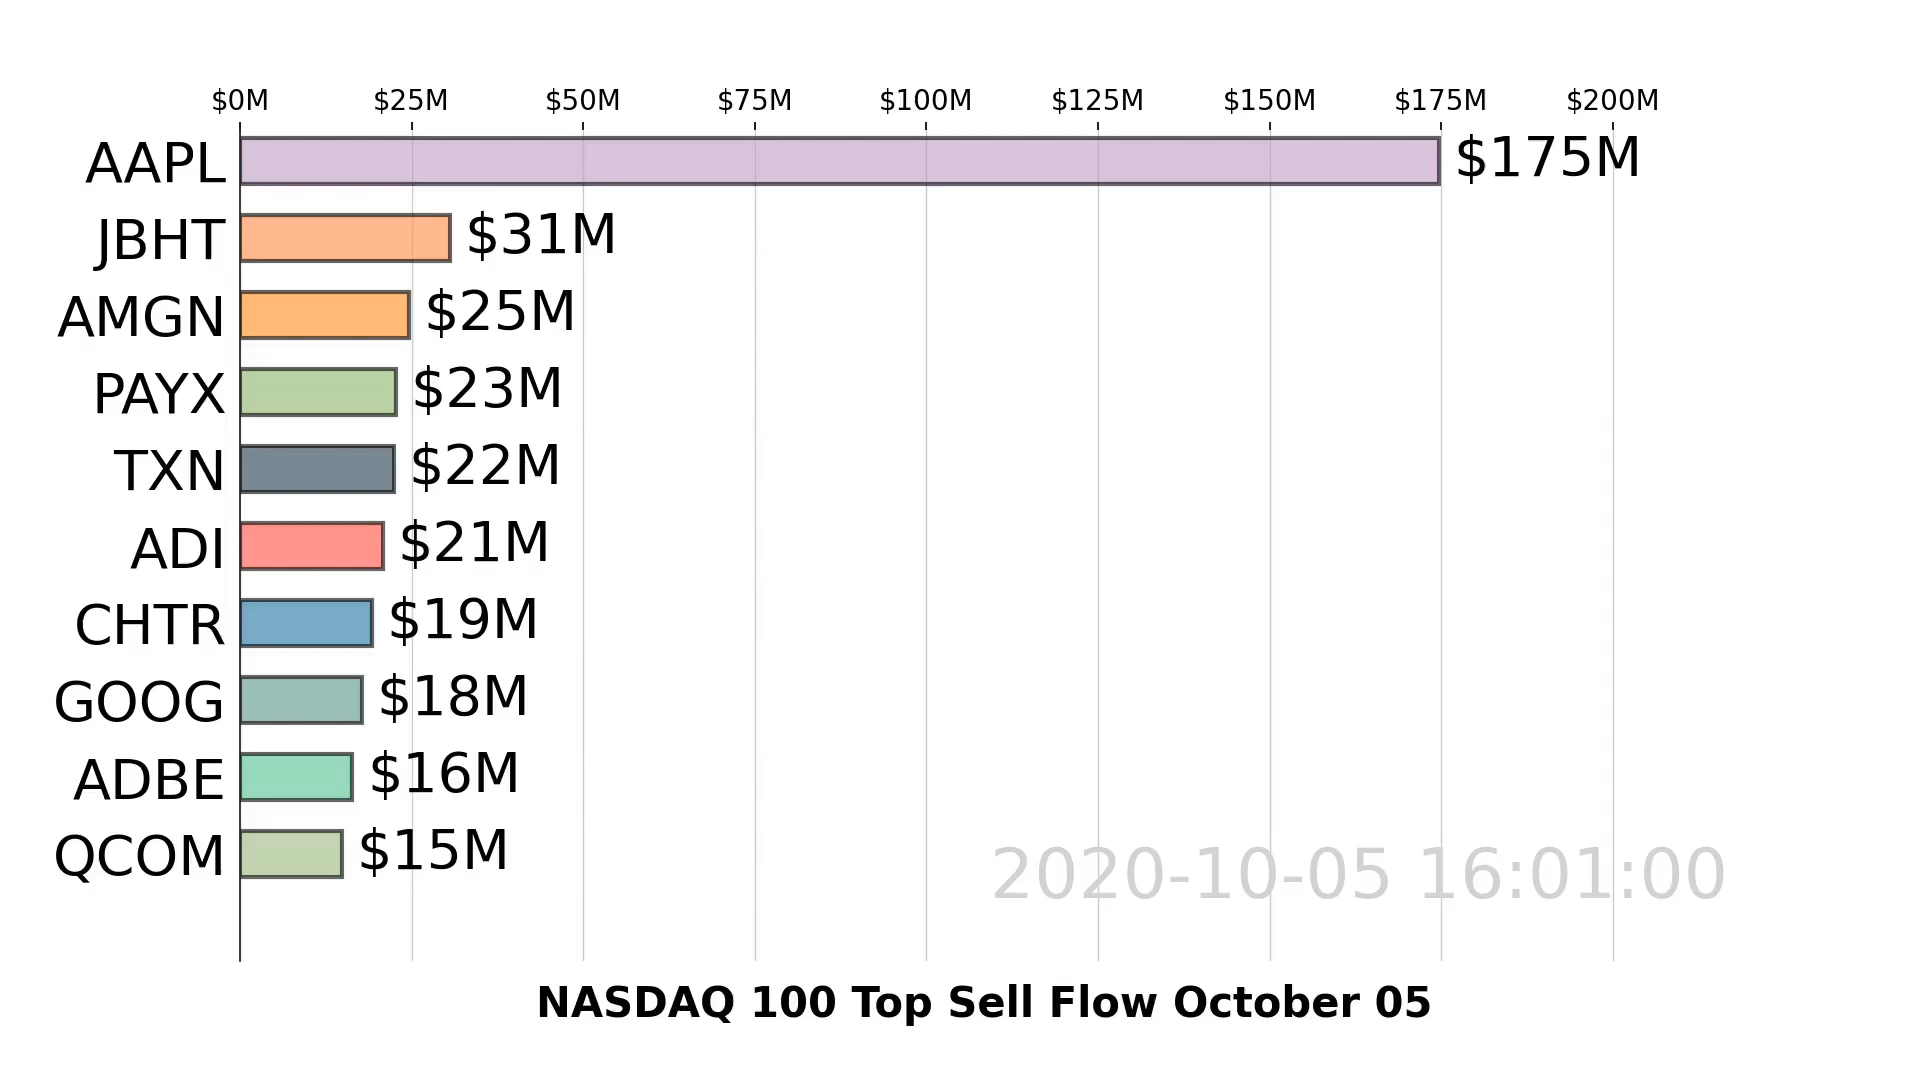 $0M $25M $50M $75M $100M $125M $150M $175M $200M
AAPL $175M
JBHT $31M
AMGN $25M
PAYX $23M
TXN $22M
ADI $21M
CHTR $19M
GOOG $18M
ADBE $16M
QCOM $15M
2020-10-05 16:01:00
NASDAQ 100 Top Sell Flow October 05